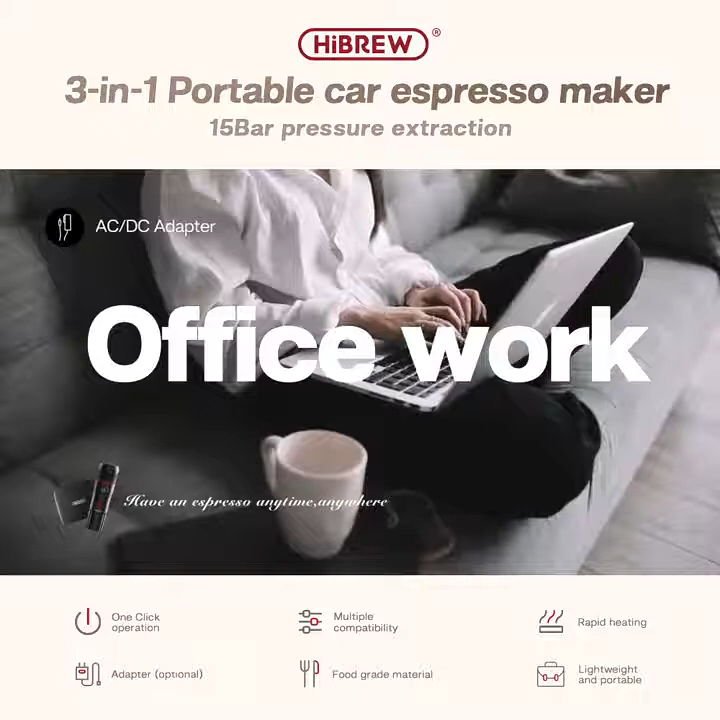 HiBREW®
3-in-1 Portable car espresso maker
15Bar pressure extraction
AC/DC Adapter
Office work
Have an espresso anytime,anywhere
One Click
operation
Multiple
compatibility
Rapid heating
Adapter (optional)
Food grade material
Lightweight
and portable